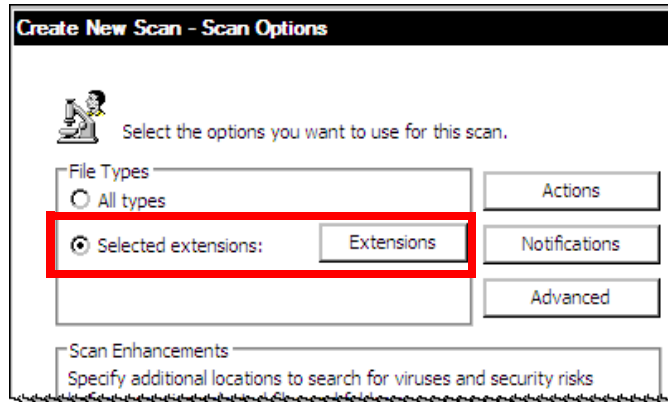 Create New Scan - Scan Options
Select the options you want to use for this scan.
File Types
All types
Actions
Selected extensions:
Extensions
Notifications
Advanced
Scan Enhancements
Specify additional locations to search for viruses and security risks